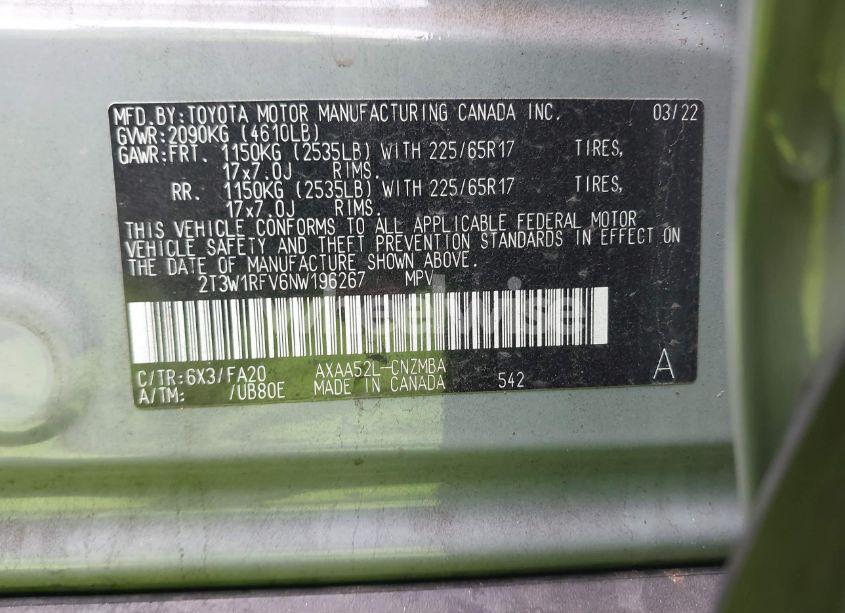 MFD.BY:TOYOTA MOTOR MANUFACTURING CANADA INC. 03/22
GVWR:2090KG (4610LB)
GAWR:FRT. 1150KG (2535LB) WITH 225/65R17 TIRES,
17x7.0J RIMS.
RR. 1150KG (2535LB) WITH 225/65R17 TIRES,
17x7.0J RIMS.
THIS VEHICLE CONFORMS TO ALL APPLICABLE FEDERAL MOTOR
VEHICLE SAFETY AND THEFT PREVENTION STANDARDS IN EFFECT ON
THE DATE OF MANUFACTURE SHOWN ABOVE.
2T3W1RFV6NW196267 MPV
wheelwise
C/TR:6X3/FA20 AXAA52L-CNZMBA
A/TM: /UB80E MADE IN CANADA 542 A